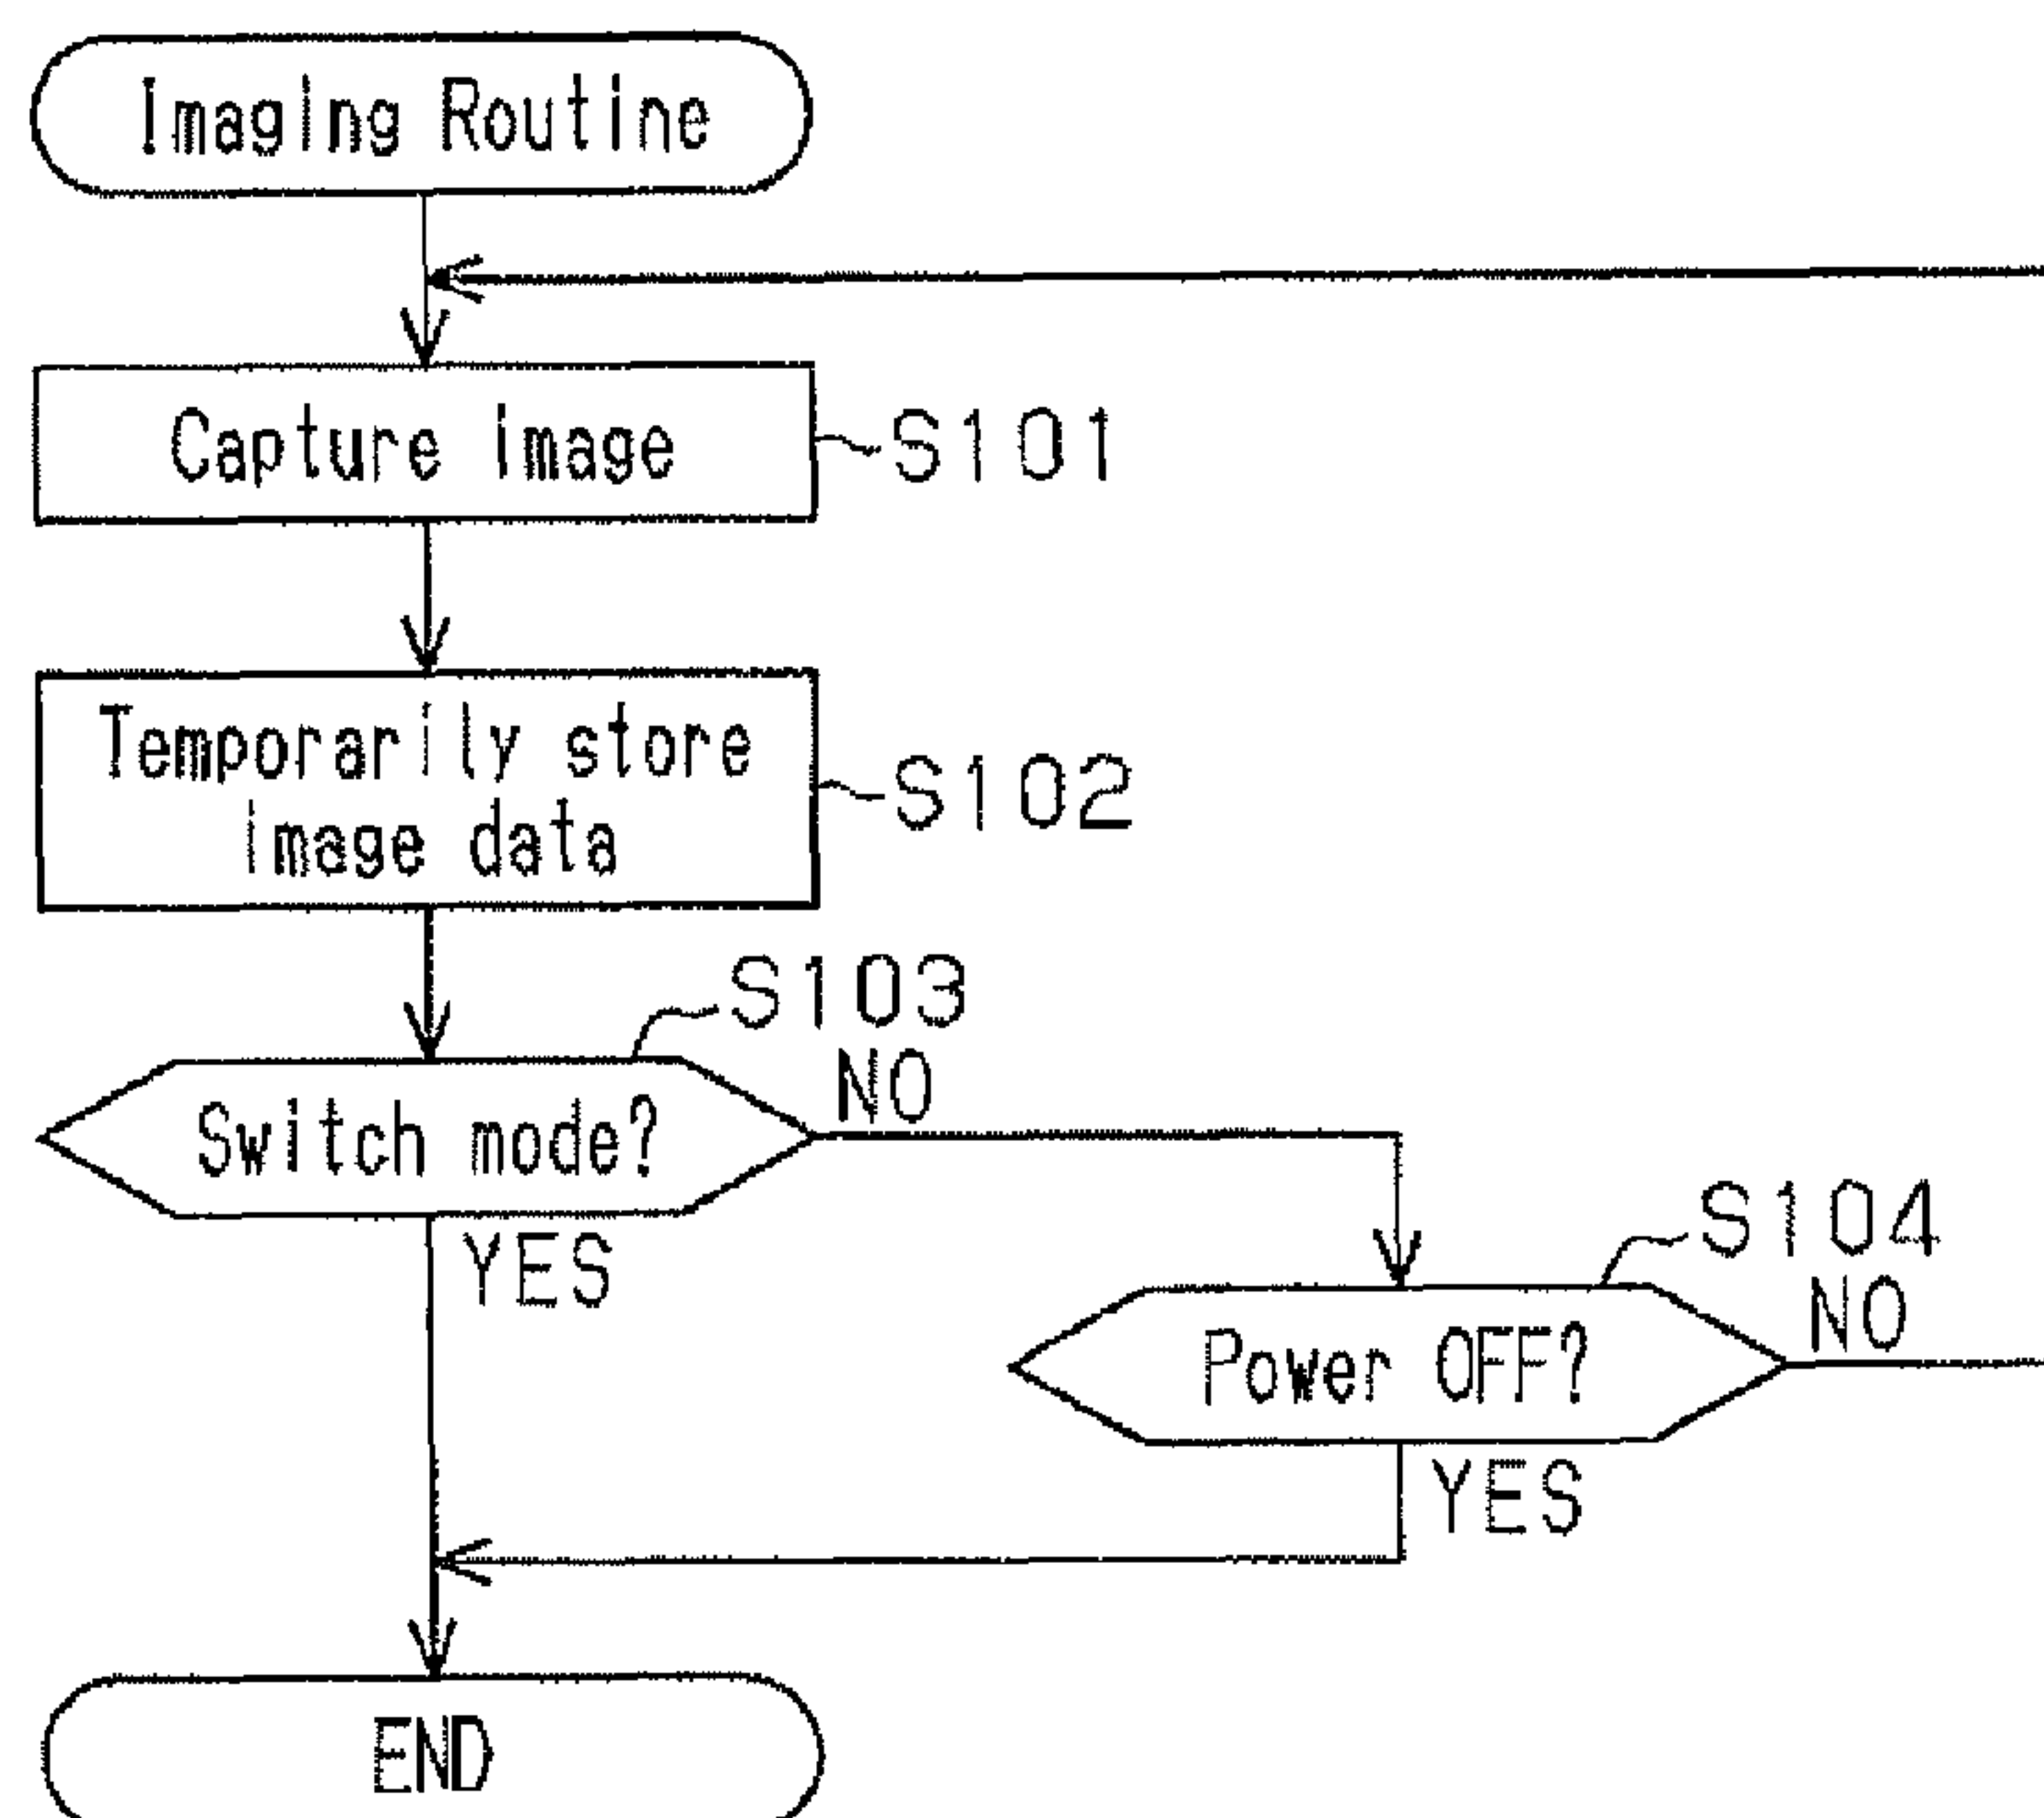 Imaging Routine
Capture image
S101
Temporarily store
image data
S102
S103
NO
Switch mode?
YES
S104
NO
Power OFF?
YES
END